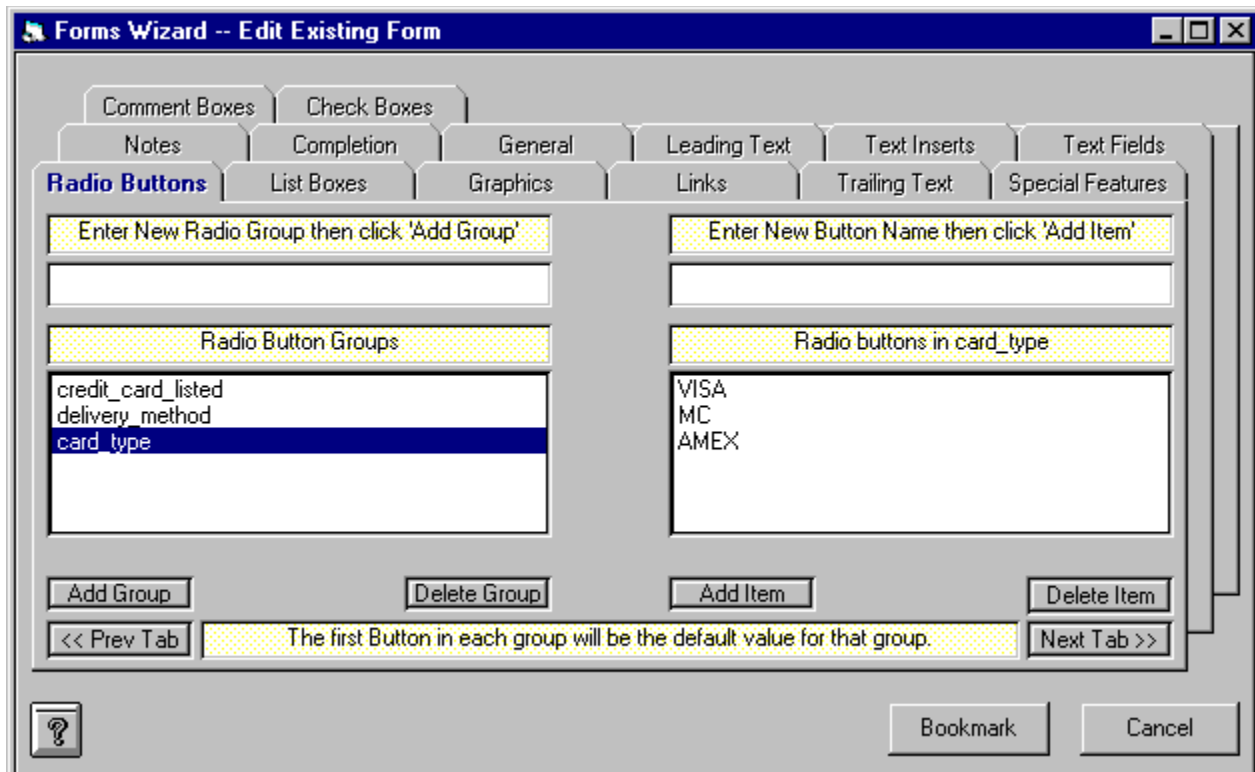 Forms Wizard -- Edit Existing Form
Comment Boxes Check Boxes
Notes Completion General Leading Text Text Inserts Text Fields
Radio Buttons List Boxes Graphics Links Trailing Text Special Features
Enter New Radio Group then click 'Add Group' Enter New Button Name then click 'Add Item'
Radio Button Groups Radio buttons in card_type
credit_card_listed VISA
delivery_method MC
card_type AMEX
Add Group Delete Group Add Item Delete Item
<< Prev Tab The first Button in each group will be the default value for that group. Next Tab >>
? Bookmark Cancel